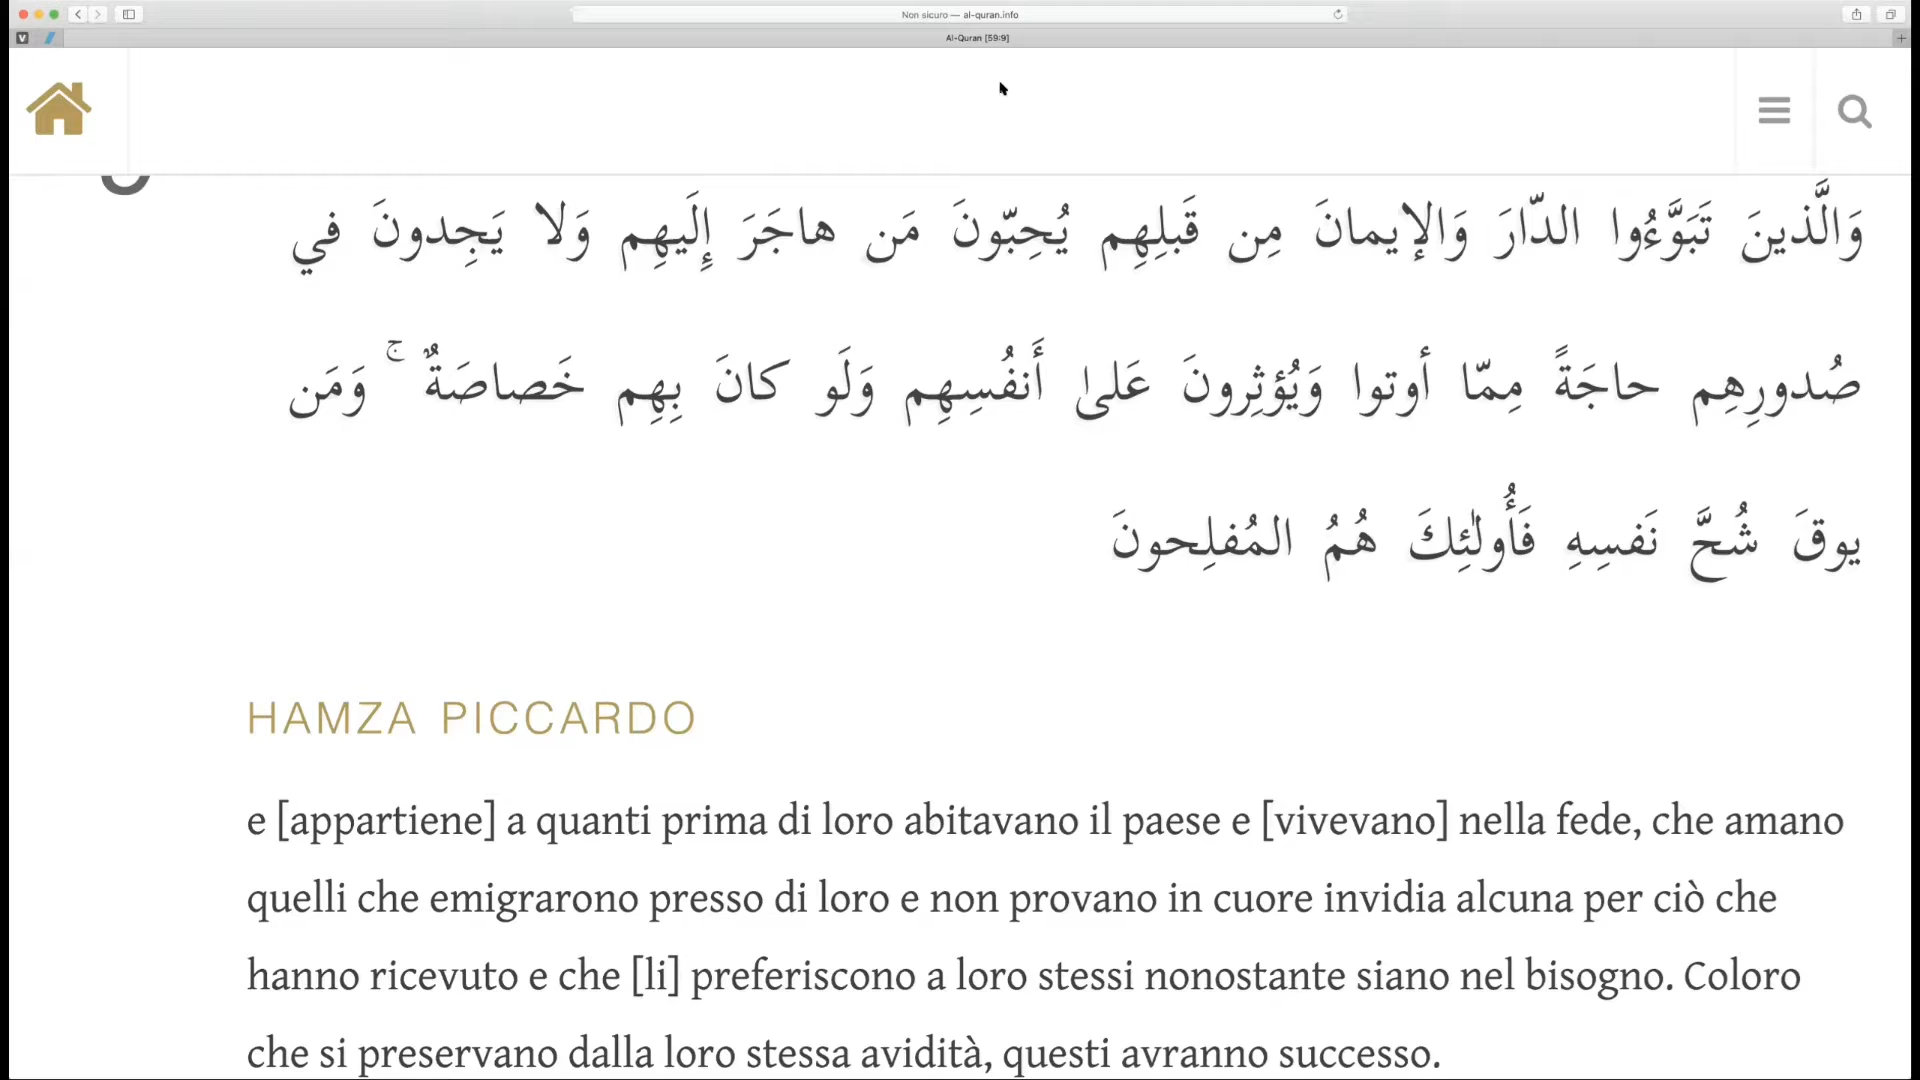 Non sicuro — al-quran.info
Al-Quran [59:9]
وَالَّذينَ تَبَوَّءُوا الدّارَ وَالإيمانَ مِن قَبلِهِم يُحِبّونَ مَن هاجَرَ إِلَيهِم وَلا يَجِدونَ في
صُدورِهِم حاجَةً مِمّا أوتوا وَيُؤثِرونَ عَلىٰ أَنفُسِهِم وَلَو كانَ بِهِم خَصاصَةٌ ۚ وَمَن
يوقَ شُحَّ نَفسِهِ فَأُولٰئِكَ هُمُ المُفلِحونَ
HAMZA PICCARDO
e [appartiene] a quanti prima di loro abitavano il paese e [vivevano] nella fede, che amano
quelli che emigrarono presso di loro e non provano in cuore invidia alcuna per ciò che
hanno ricevuto e che [li] preferiscono a loro stessi nonostante siano nel bisogno. Coloro
che si preservano dalla loro stessa avidità, questi avranno successo.